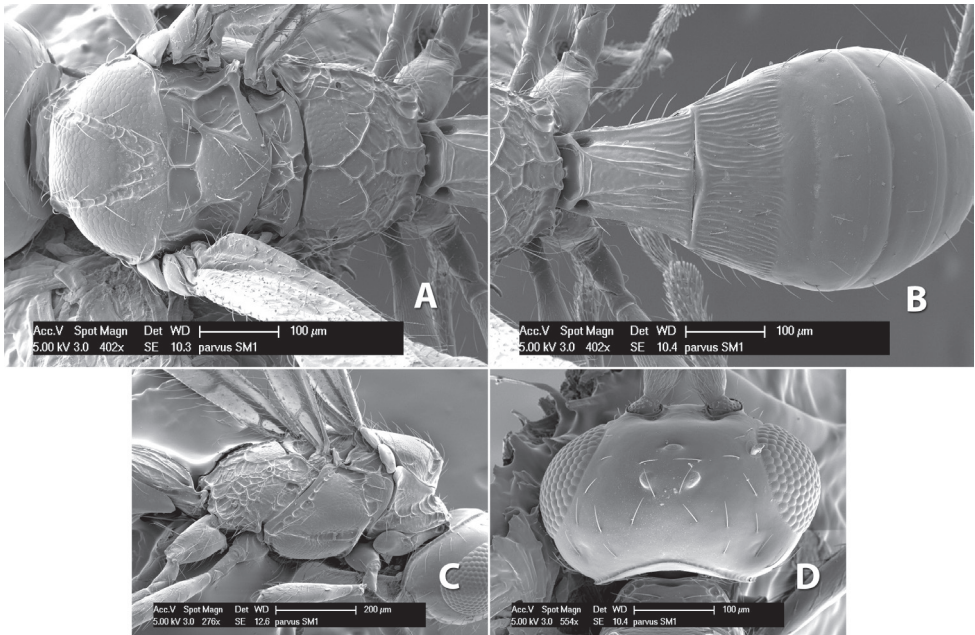 A
Acc.V Spot Magn Det WD 100 µm
5.00 kV 3.0 402x SE 10.3 parvus SM1
B
Acc.V Spot Magn Det WD 100 µm
5.00 kV 3.0 402x SE 10.4 parvus SM1
C
Acc.V Spot Magn Det WD 200 µm
5.00 kV 3.0 276x SE 12.6 parvus SM1
D
Acc.V Spot Magn Det WD 100 µm
5.00 kV 3.0 554x SE 10.4 parvus SM1